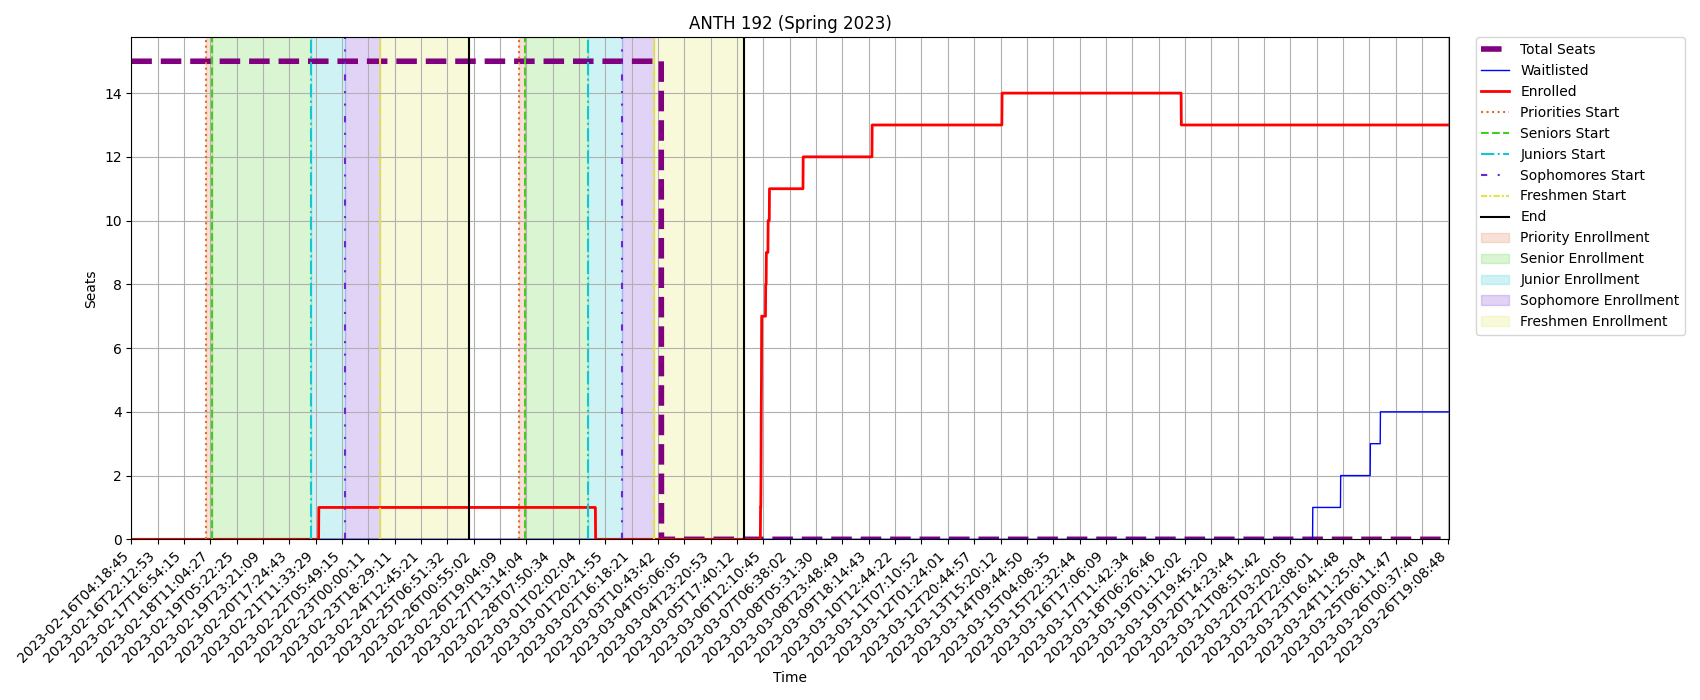 ANTH 192 (Spring 2023)
Seats
14
12
10
8
6
4
2
0
2023-02-16T04:18:45
2023-02-16T22:12:53
2023-02-17T16:54:15
2023-02-18T11:04:27
2023-02-19T05:22:25
2023-02-19T23:21:09
2023-02-20T17:24:43
2023-02-21T11:33:29
2023-02-22T05:49:15
2023-02-23T00:00:11
2023-02-23T18:29:11
2023-02-24T12:45:21
2023-02-25T06:51:32
2023-02-26T00:55:02
2023-02-26T19:04:09
2023-02-27T13:14:04
2023-02-28T07:50:34
2023-03-01T02:02:04
2023-03-01T20:21:55
2023-03-02T16:18:21
2023-03-03T10:43:42
2023-03-04T05:06:05
2023-03-04T23:20:53
2023-03-05T17:40:12
2023-03-06T12:10:45
2023-03-07T06:38:02
2023-03-08T05:31:30
2023-03-08T23:48:49
2023-03-09T18:14:43
2023-03-10T12:44:22
2023-03-11T07:10:52
2023-03-12T01:24:01
2023-03-12T20:44:57
2023-03-13T15:20:12
2023-03-14T09:44:50
2023-03-15T04:08:35
2023-03-15T22:32:44
2023-03-16T17:06:09
2023-03-17T11:42:34
2023-03-18T06:26:46
2023-03-19T01:12:02
2023-03-19T19:45:20
2023-03-20T14:23:44
2023-03-21T08:51:42
2023-03-22T03:20:05
2023-03-22T22:08:01
2023-03-23T16:41:48
2023-03-24T11:25:04
2023-03-25T06:11:47
2023-03-26T00:37:40
2023-03-26T19:08:48
Time
Total Seats
Waitlisted
Enrolled
Priorities Start
Seniors Start
Juniors Start
Sophomores Start
Freshmen Start
End
Priority Enrollment
Senior Enrollment
Junior Enrollment
Sophomore Enrollment
Freshmen Enrollment